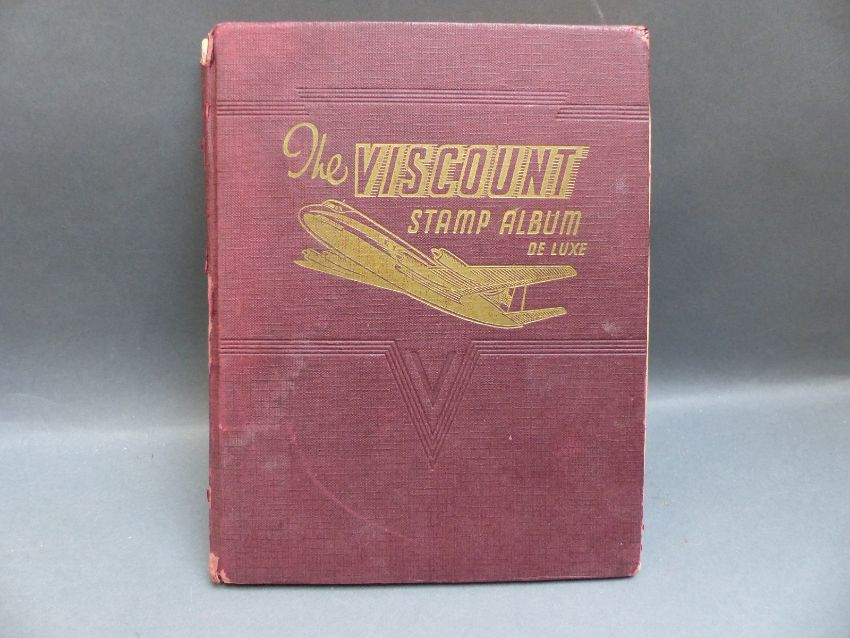 The VISCOUNT
STAMP ALBUM
DE LUXE
V